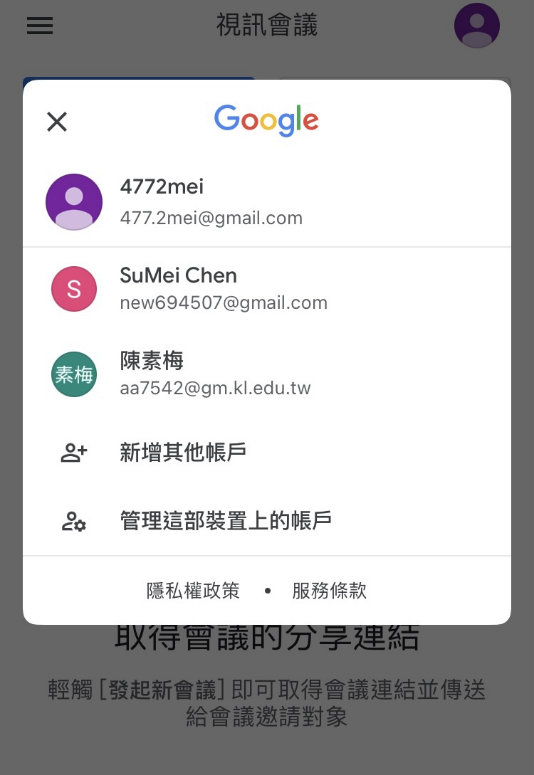 視訊會議
Google
4772mei
477.2mei@gmail.com
S
SuMei Chen
new694507@gmail.com
素梅
陳素梅
aa7542@gm.kl.edu.tw
新增其他帳戶
管理這部裝置上的帳戶
隱私權政策 • 服務條款
取得會議的分享連結
輕觸 [發起新會議] 即可取得會議連結並傳送
給會議邀請對象